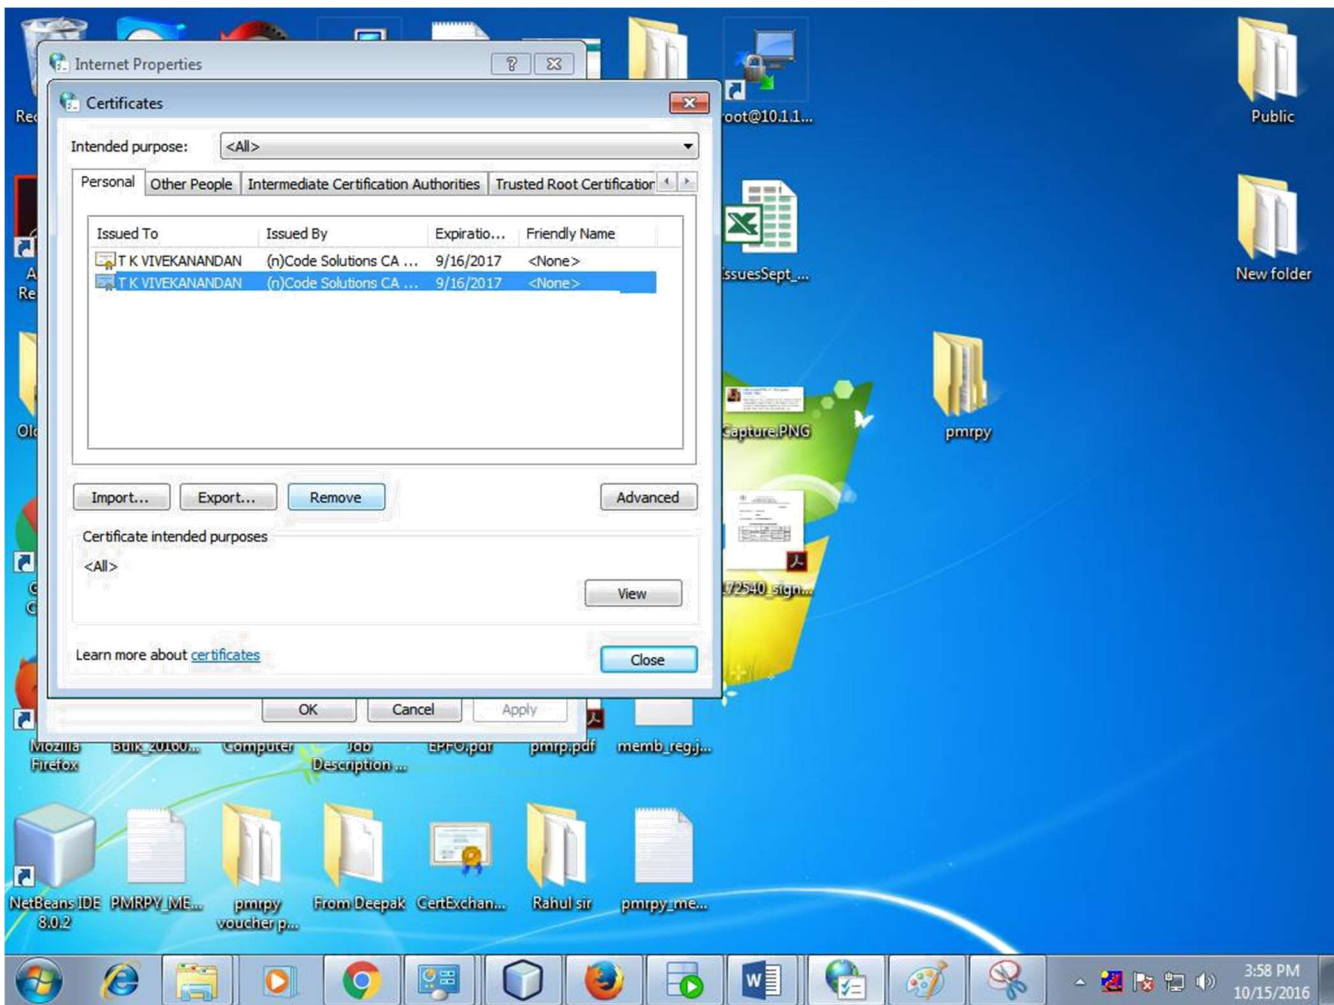 Internet Properties
Certificates
Intended purpose: <All>
Personal Other People Intermediate Certification Authorities Trusted Root Certification
Issued To Issued By Expiratio... Friendly Name
T K VIVEKANANDAN (n)Code Solutions CA ... 9/16/2017 <None>
T K VIVEKANANDAN (n)Code Solutions CA ... 9/16/2017 <None>
Import... Export... Remove Advanced
Certificate intended purposes
<All>
View
Learn more about certificates
Close
OK Cancel Apply
Rec
root@10.1.1...
Public
A
Re
IssuesSept_...
New folder
Old
Capture.PNG
pmrpy
G
C
172540_sign...
Mozilla Firefox
Bulk_20160...
Computer
Job Description ...
EPFO.pdf
pmrp.pdf
memb_reg.j...
NetBeans IDE 8.0.2
PMRPY_ME...
pmrpy voucher p...
From Deepak
CertExchan...
Rahul sir
pmrpy_me...
3:58 PM
10/15/2016